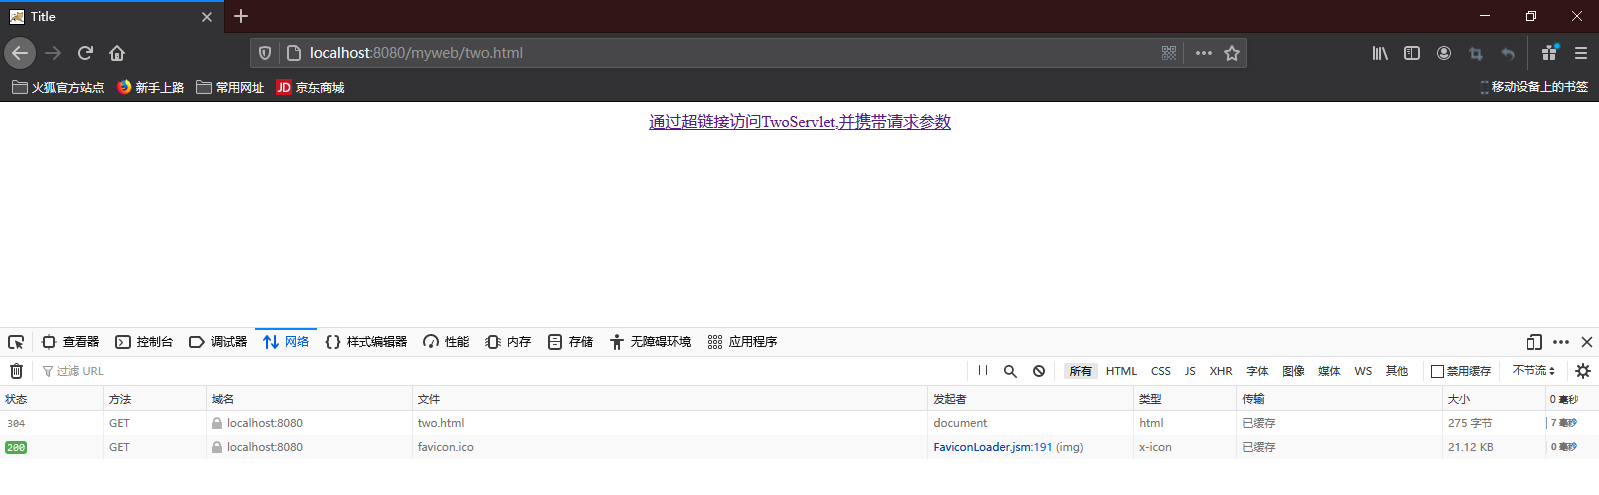 Title
localhost:8080/myweb/two.html
火狐官方站点 新手上路 常用网址 JD 京东商城 移动设备上的书签
通过超链接访问TwoServlet,并携带请求参数
查看器 控制台 调试器 网络 样式编辑器 性能 内存 存储 无障碍环境 应用程序
过滤 URL 所有 HTML CSS JS XHR 字体 图像 媒体 WS 其他 禁用缓存 不节流
状态 方法 域名 文件 发起者 类型 传输 大小 0 毫秒
304 GET localhost:8080 two.html document html 已缓存 275 字节 7 毫秒
200 GET localhost:8080 favicon.ico FaviconLoader.jsm:191 (img) x-icon 已缓存 21.12 KB 0 毫秒